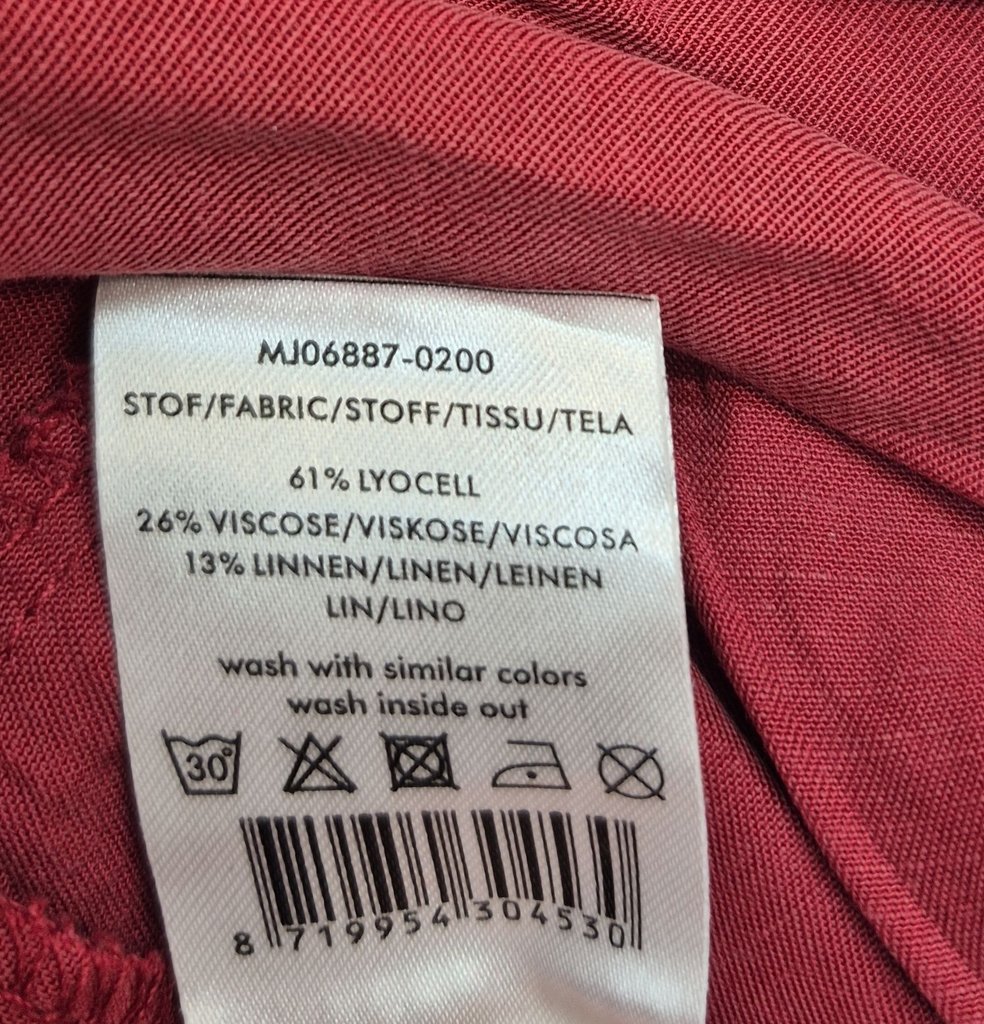 MJ06887-0200
STOF/FABRIC/STOFF/TISSU/TELA
61% LYOCELL
26% VISCOSE/VISKOSE/VISCOSA
13% LINNEN/LINEN/LEINEN
LIN/LINO
wash with similar colors
wash inside out
30°
8 719954 304530